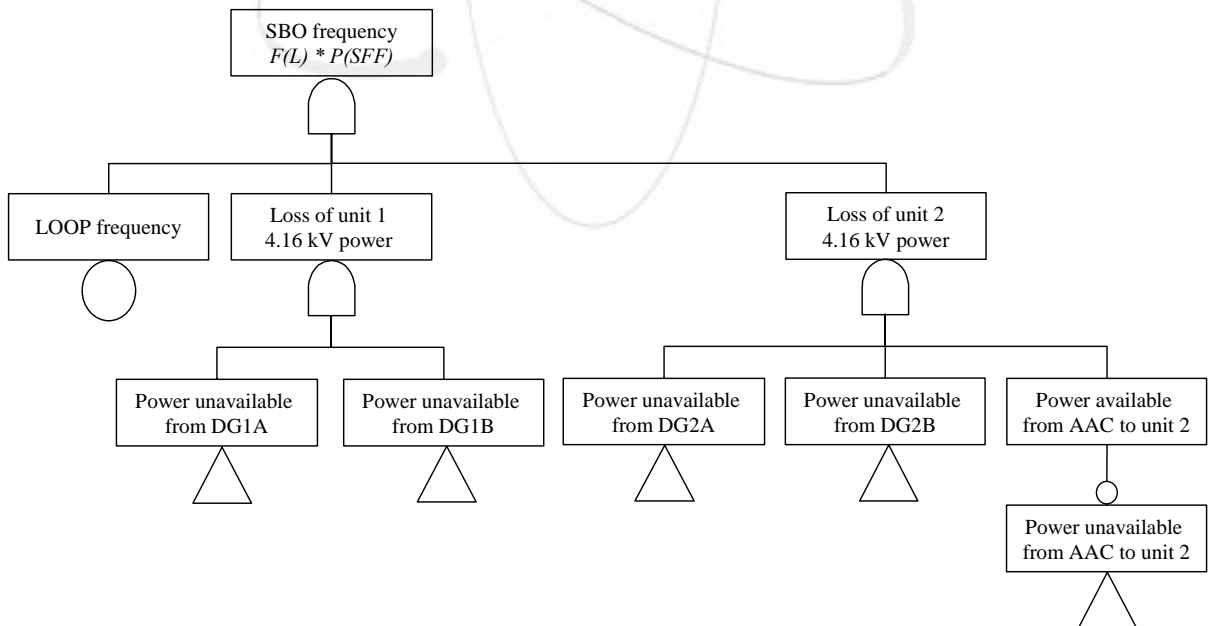 SBO frequency
F(L) * P(SFF)
LOOP frequency
Loss of unit 1
4.16 kV power
Loss of unit 2
4.16 kV power
Power unavailable
from DG1A
Power unavailable
from DG1B
Power unavailable
from DG2A
Power unavailable
from DG2B
Power available
from AAC to unit 2
Power unavailable
from AAC to unit 2